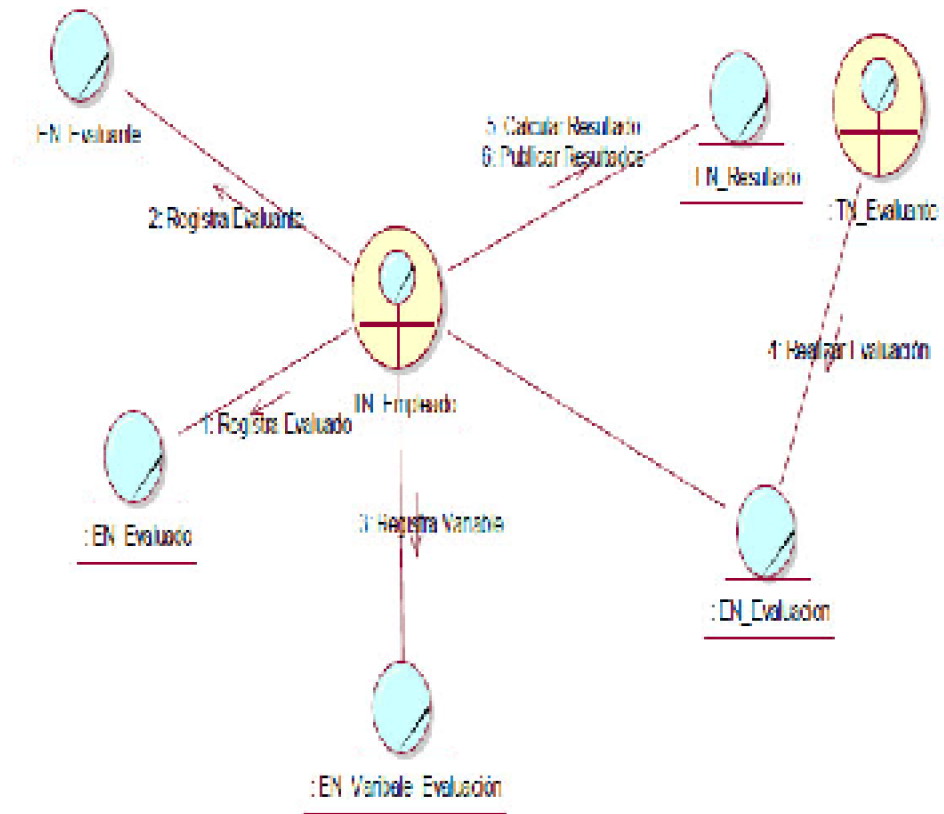 EN_Evaluante
5: Calcular Resultado
6: Publicar Resultados
EN_Resultado
: TN_Evaluante
2: Registra Evaluante
4: Realizar Evaluación
TN_Empleado
1: Registra Evaluado
: EN_Evaluado
3: Registra Variable
: EN_Evaluacion
: EN_Varibale_Evaluación